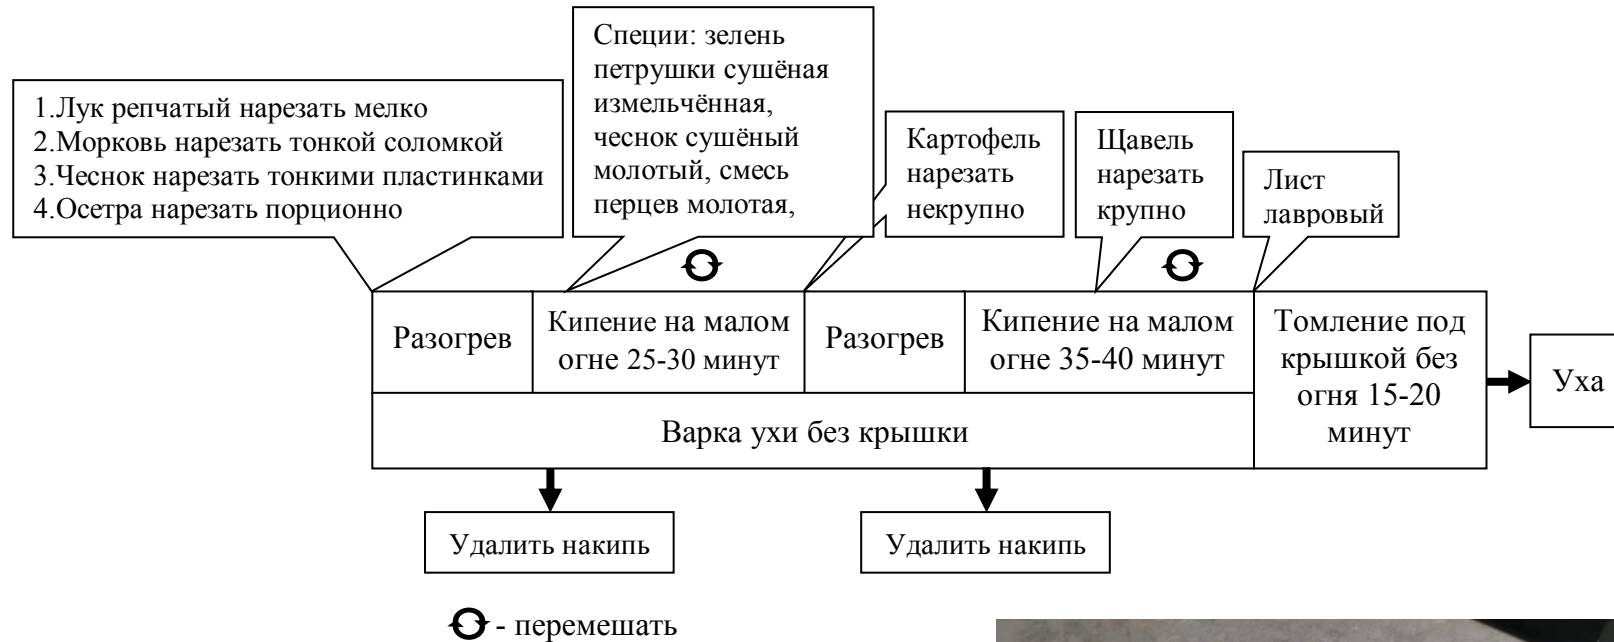 Специи: зелень
петрушки сушёная
измельчённая,
чеснок сушёный
молотый, смесь
перцев молотая,
1.Лук репчатый нарезать мелко
2.Морковь нарезать тонкой соломкой
3.Чеснок нарезать тонкими пластинками
4.Осетра нарезать порционно
Картофель
нарезать
некрупно
Щавель
нарезать
крупно
Лист
лавровый
Разогрев
Кипение на малом
огне 25-30 минут
Разогрев
Кипение на малом
огне 35-40 минут
Томление под
крышкой без
огня 15-20
минут
Уха
Варка ухи без крышки
Удалить накипь
Удалить накипь
- перемешать